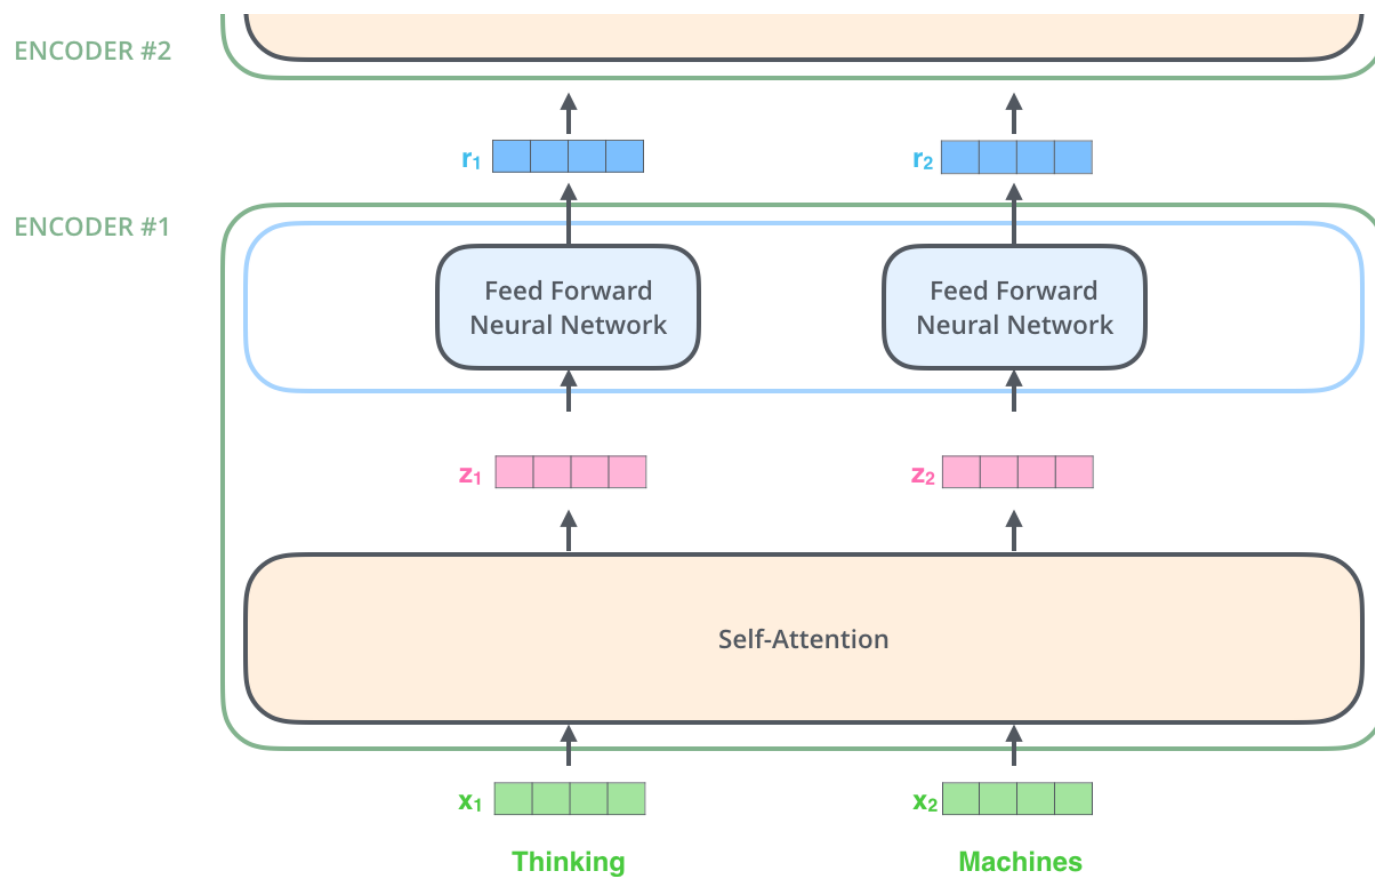 ENCODER #2
r₁
r₂
ENCODER #1
Feed Forward
Neural Network
Feed Forward
Neural Network
z₁
z₂
Self-Attention
x₁
x₂
Thinking
Machines